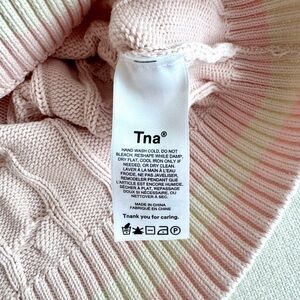 Tna®
HAND WASH COLD, DO NOT
BLEACH. RESHAPE WHILE DAMP.
DRY FLAT. COOL IRON ONLY IF
NEEDED, OR DRY CLEAN.
LAVER À LA MAIN À L'EAU
FROIDE. NE PAS JAVELISER.
REMODELER PENDANT QUE
L'ARTICLE EST ENCORE HUMIDE.
SÉCHER À PLAT. REPASSAGE
DOUX SI NÉCESSAIRE, OU
NETTOYER À SEC.
MADE IN CHINA
FABRIQUÉ EN CHINE
Tnank you for caring.